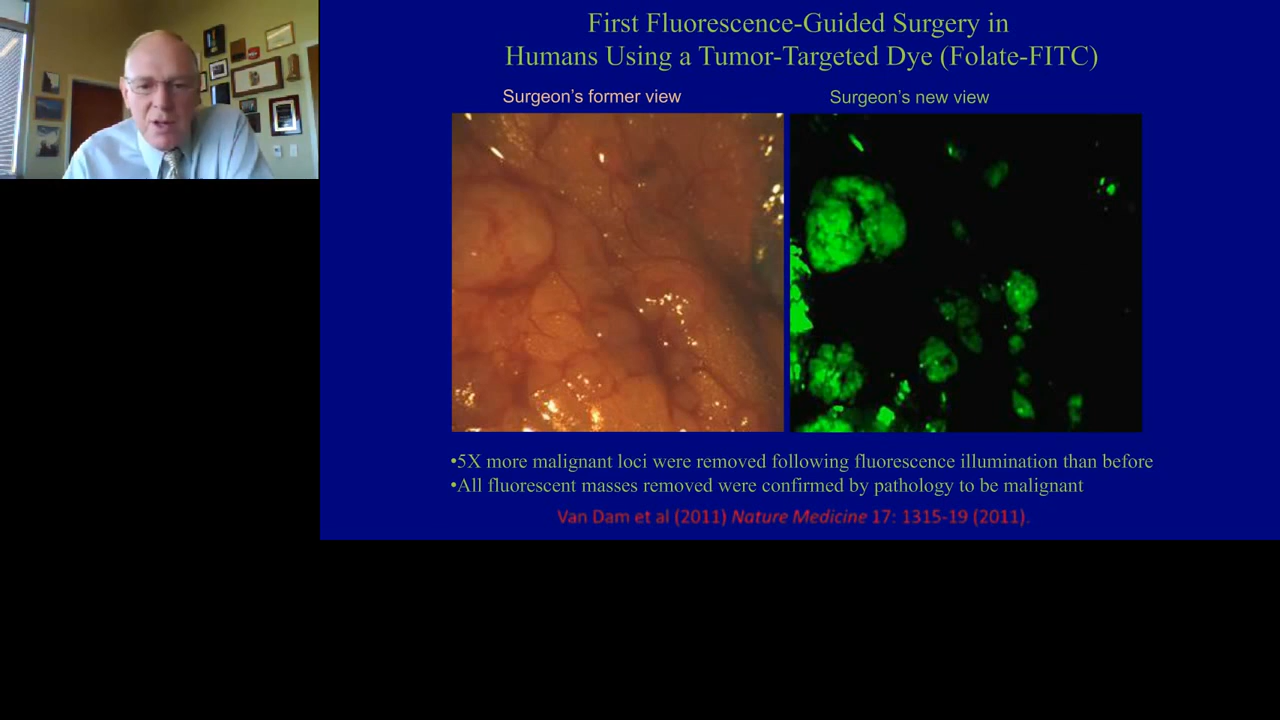 First Fluorescence-Guided Surgery in
Humans Using a Tumor-Targeted Dye (Folate-FITC)
Surgeon's former view
Surgeon's new view
•5X more malignant loci were removed following fluorescence illumination than before
•All fluorescent masses removed were confirmed by pathology to be malignant
Van Dam et al (2011) Nature Medicine 17: 1315-19 (2011).